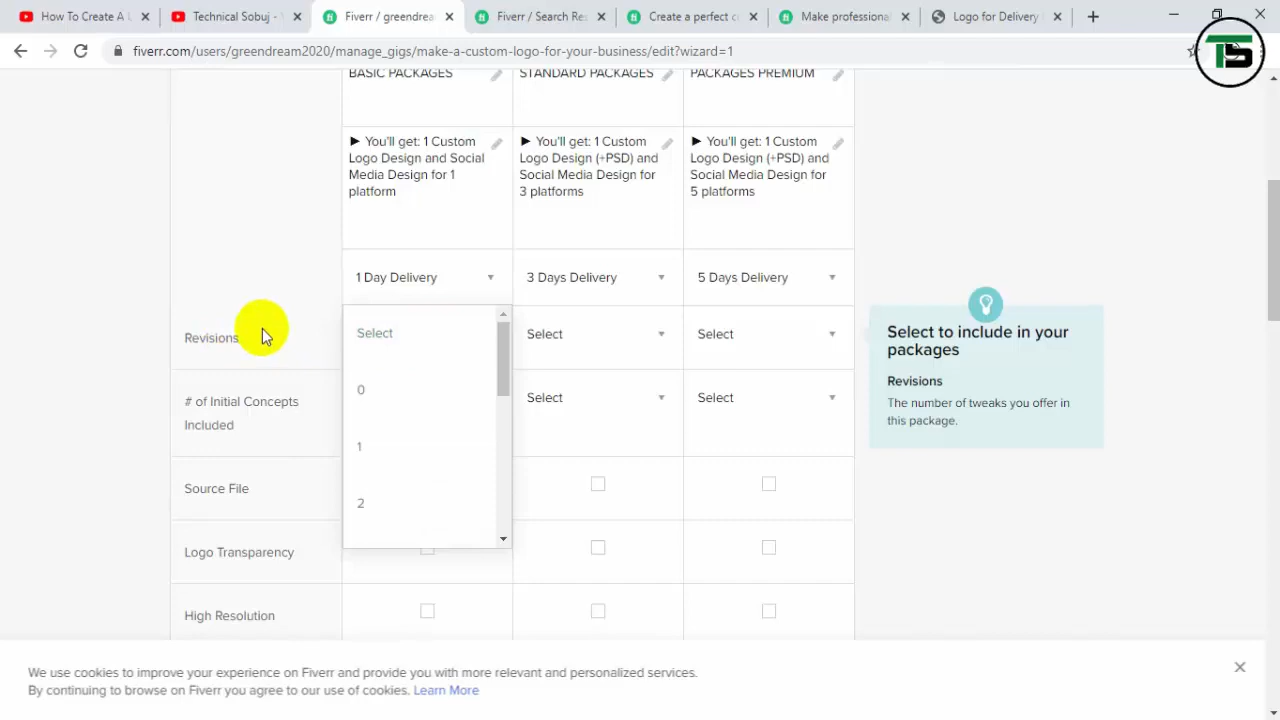 How To Create A L
Technical Sobuj -
Fiverr / greendrea
Fiverr / Search Res
Create a perfect c
Make professional
Logo for Delivery
fiverr.com/users/greendream2020/manage_gigs/make-a-custom-logo-for-your-business/edit?wizard=1
TS
BASIC PACKAGES
STANDARD PACKAGES
PACKAGES PREMIUM
► You'll get: 1 Custom
Logo Design and Social
Media Design for 1
platform
► You'll get: 1 Custom
Logo Design (+PSD) and
Social Media Design for
3 platforms
► You'll get: 1 Custom
Logo Design (+PSD) and
Social Media Design for
5 platforms
1 Day Delivery
3 Days Delivery
5 Days Delivery
Revisions
Select
0
1
2
Select
Select
# of Initial Concepts
Included
Select
Select
Source File
Logo Transparency
High Resolution
Select to include in your
packages
Revisions
The number of tweaks you offer in
this package.
We use cookies to improve your experience on Fiverr and provide you with more relevant and personalized services.
By continuing to browse on Fiverr you agree to our use of cookies. Learn More